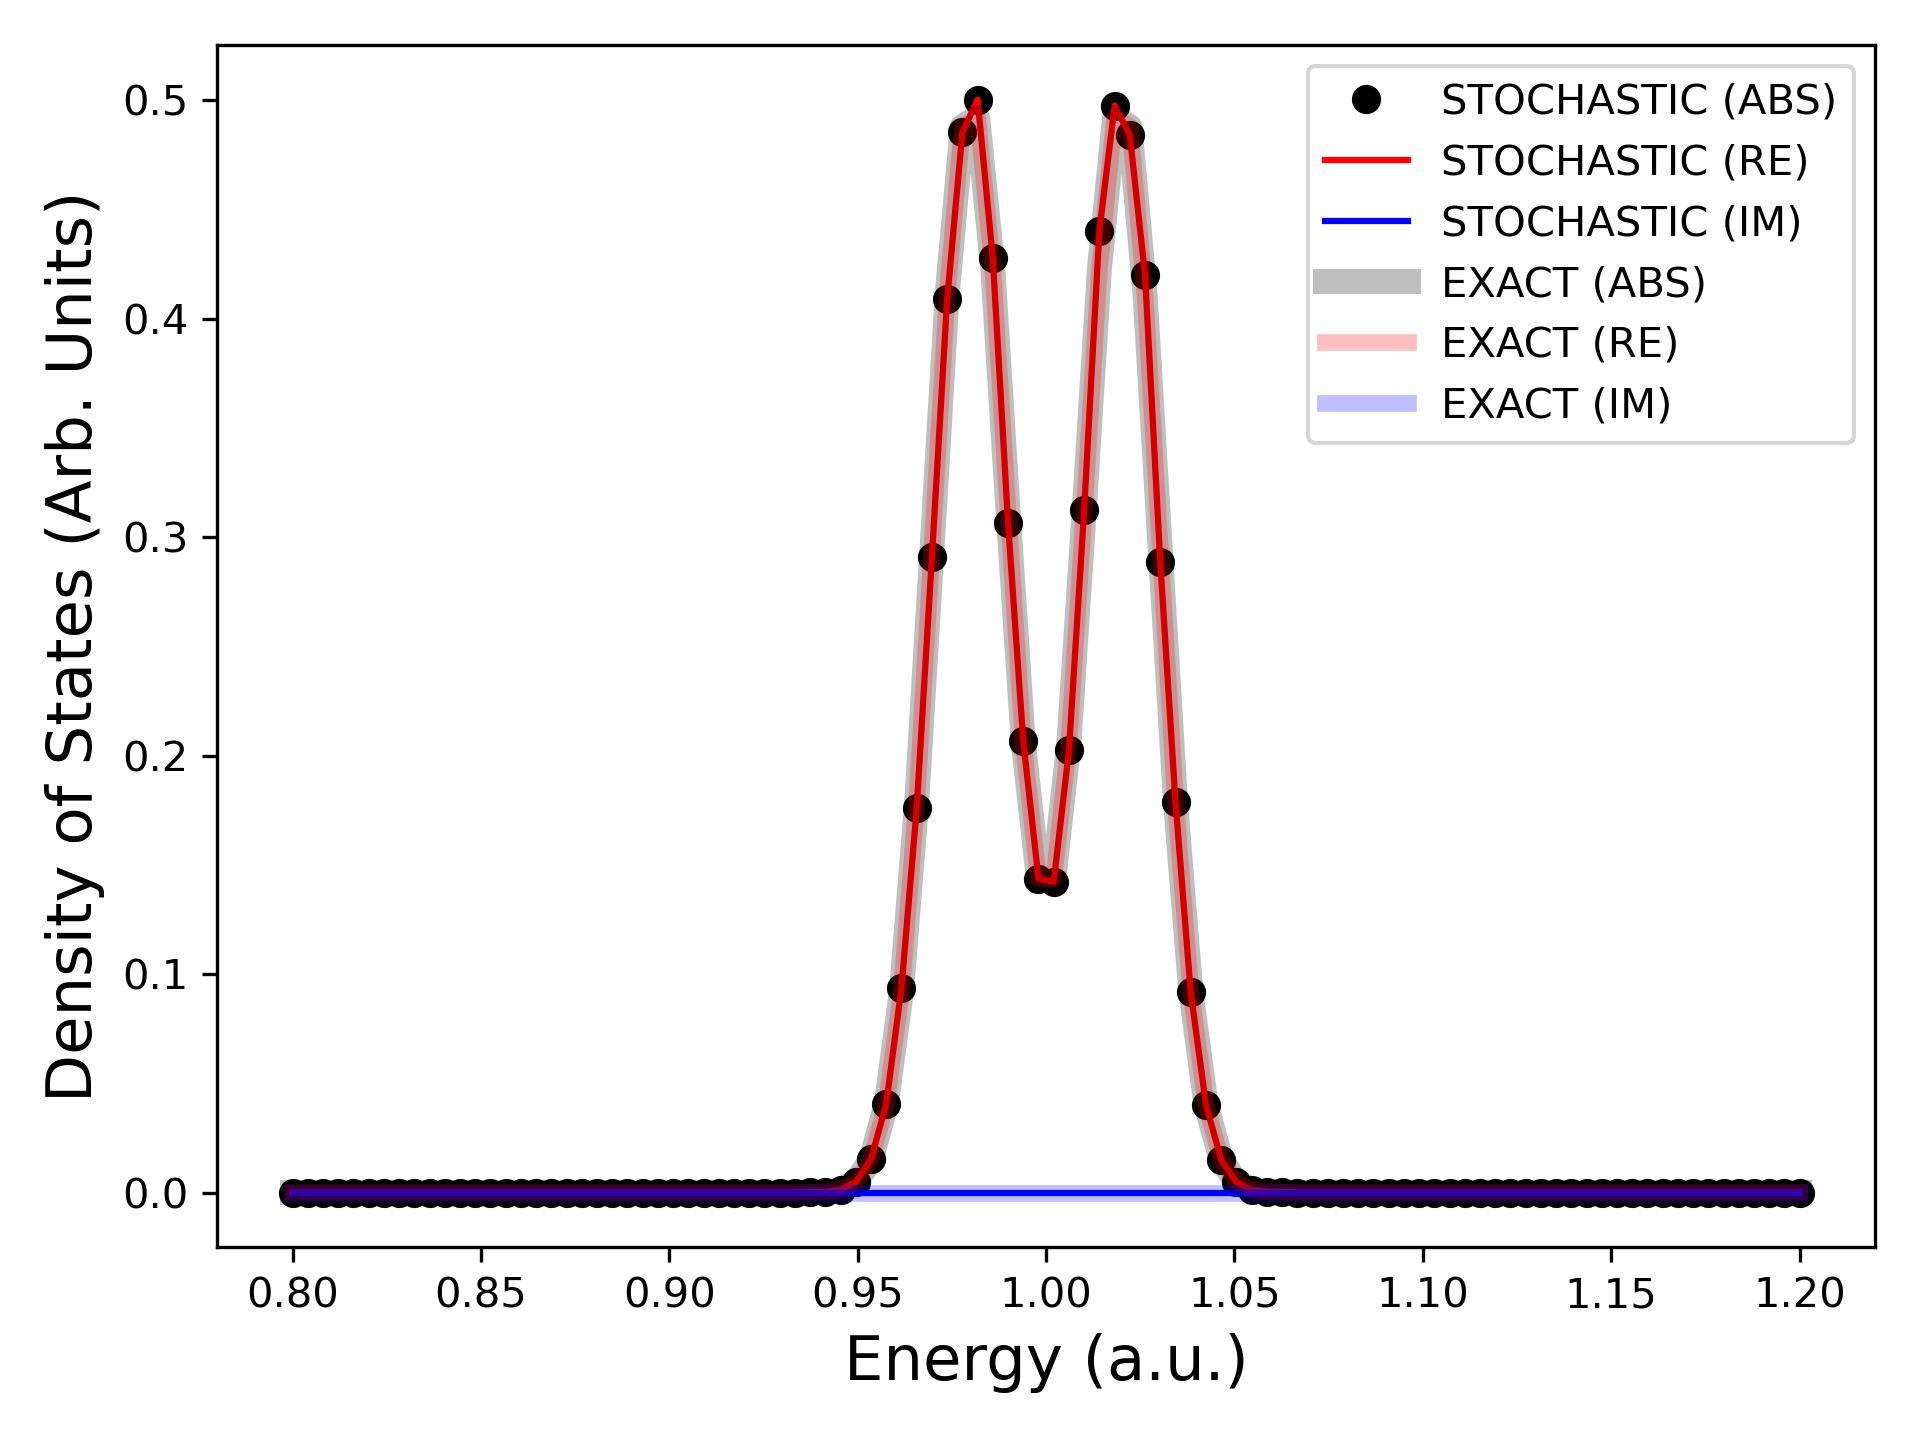 0.5
0.4
0.3
0.2
0.1
0.0
Density of States (Arb. Units)
STOCHASTIC (ABS)
STOCHASTIC (RE)
STOCHASTIC (IM)
EXACT (ABS)
EXACT (RE)
EXACT (IM)
0.80 0.85 0.90 0.95 1.00 1.05 1.10 1.15 1.20
Energy (a.u.)